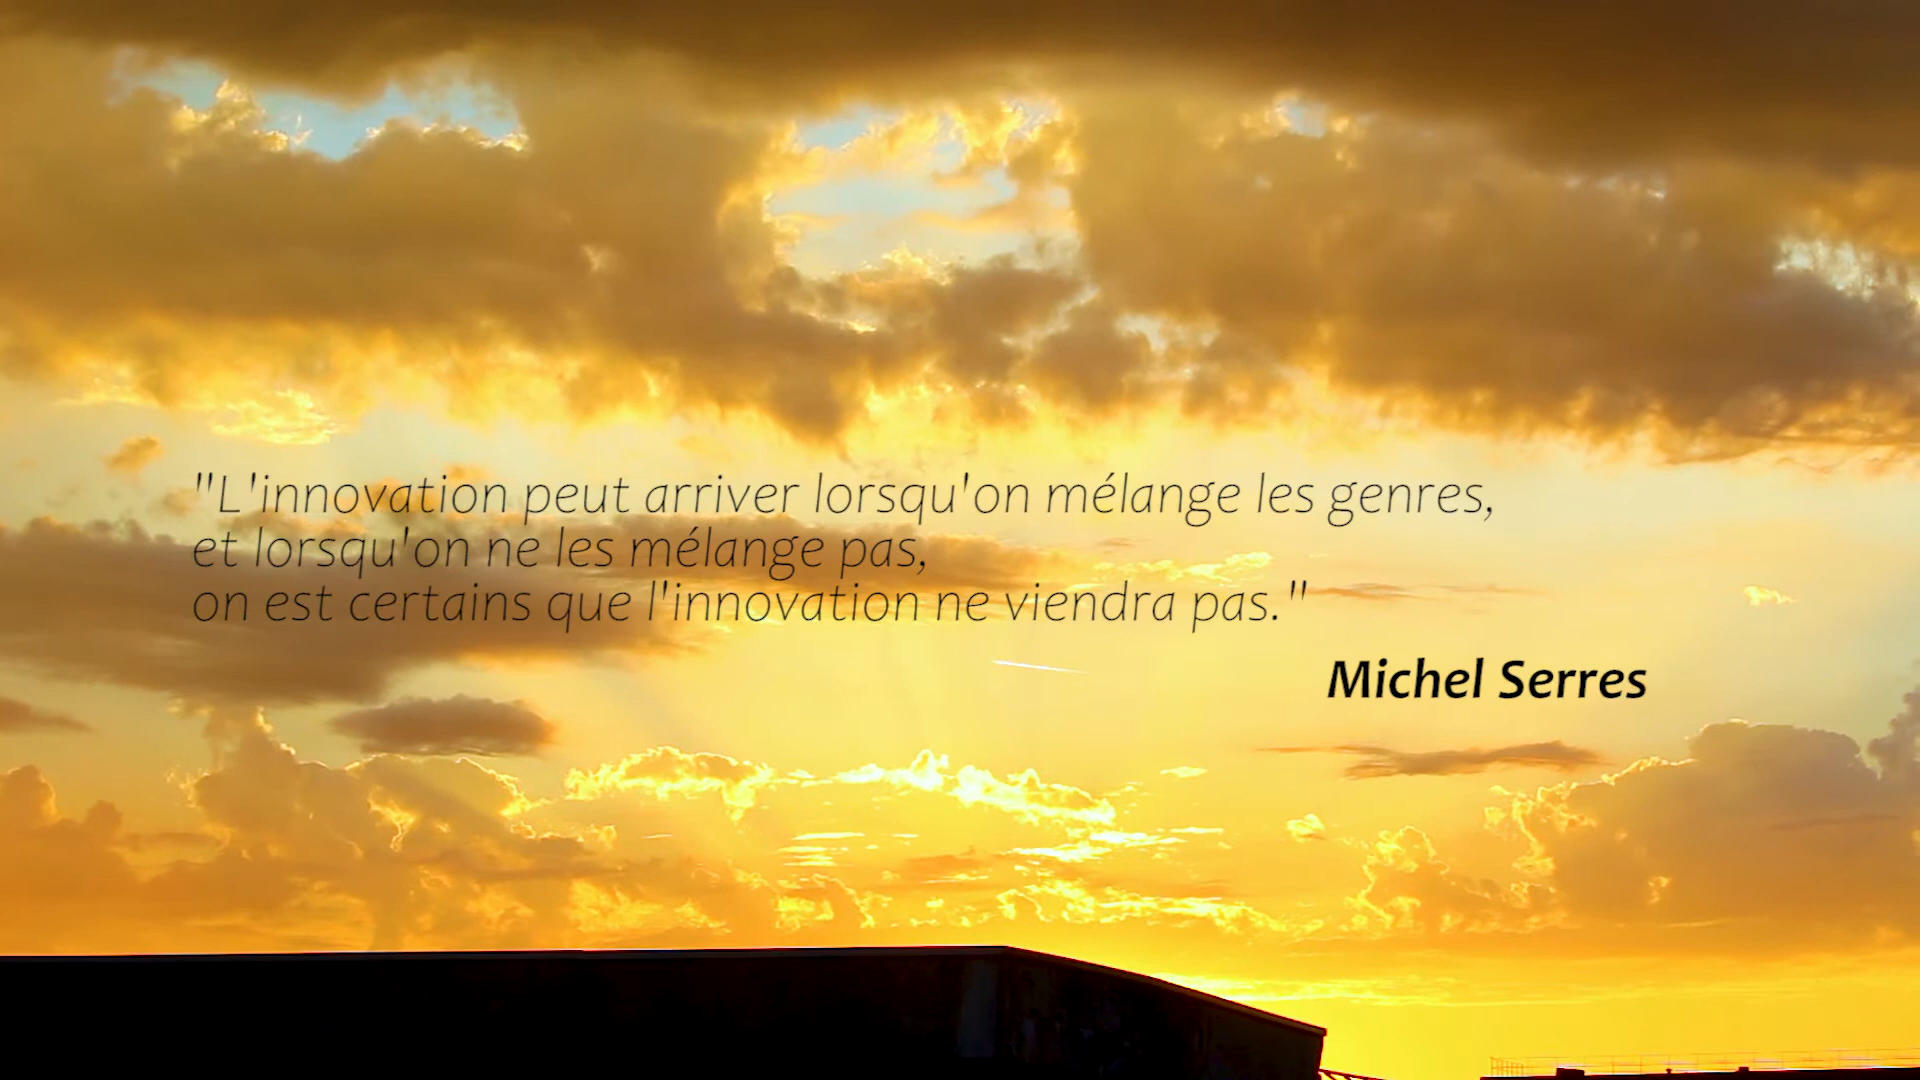 "L'innovation peut arriver lorsqu'on mélange les genres,
et lorsqu'on ne les mélange pas,
on est certains que l'innovation ne viendra pas."
Michel Serres